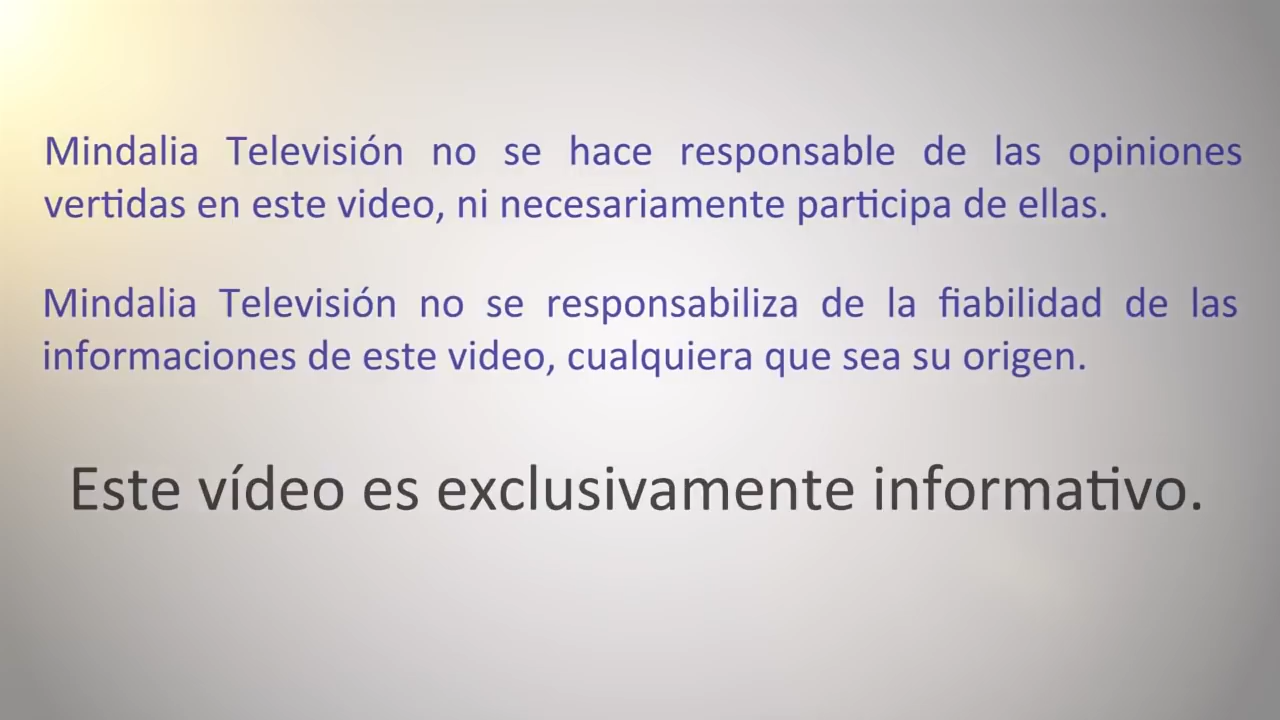 Mindalia Televisión no se hace responsable de las opiniones
vertidas en este video, ni necesariamente participa de ellas.
Mindalia Televisión no se responsabiliza de la fiabilidad de las
informaciones de este video, cualquiera que sea su origen.
Este vídeo es exclusivamente informativo.